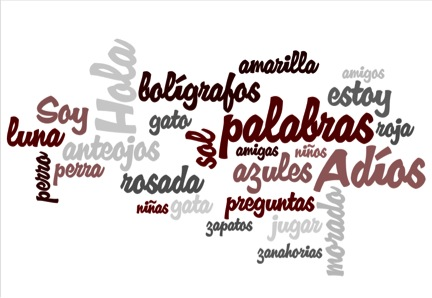 amarilla
amigos
Hola
bolígrafos
estoy
Soy
gato
palabras
roja
luna
anteojos
sol
amigas
niños
perro
perra
rosada
azules
Adíos
niñas
gata
preguntas
morado
zapatos
jugar
zanahorias